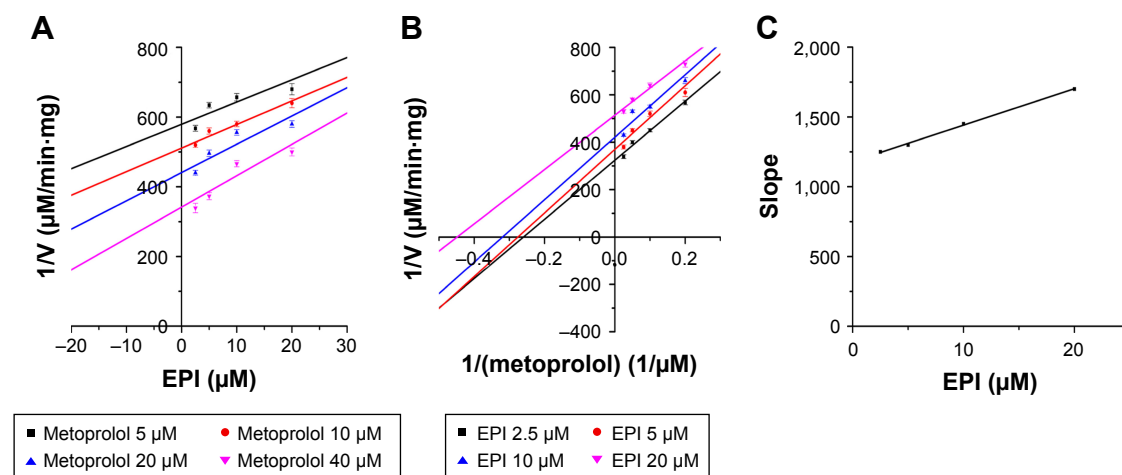 A
1/V (µM/min·mg)
800
600
400
200
0
−20
−10
0
10
20
30
EPI (µM)
B
1/V (µM/min·mg)
800
600
400
200
0
−200
−400
−0.4
−0.2
0.0
0.2
1/(metoprolol) (1/µM)
C
Slope
2,000
1,500
1,000
500
0
0
10
20
EPI (µM)
Metoprolol 5 µM
Metoprolol 10 µM
Metoprolol 20 µM
Metoprolol 40 µM
EPI 2.5 µM
EPI 5 µM
EPI 10 µM
EPI 20 µM